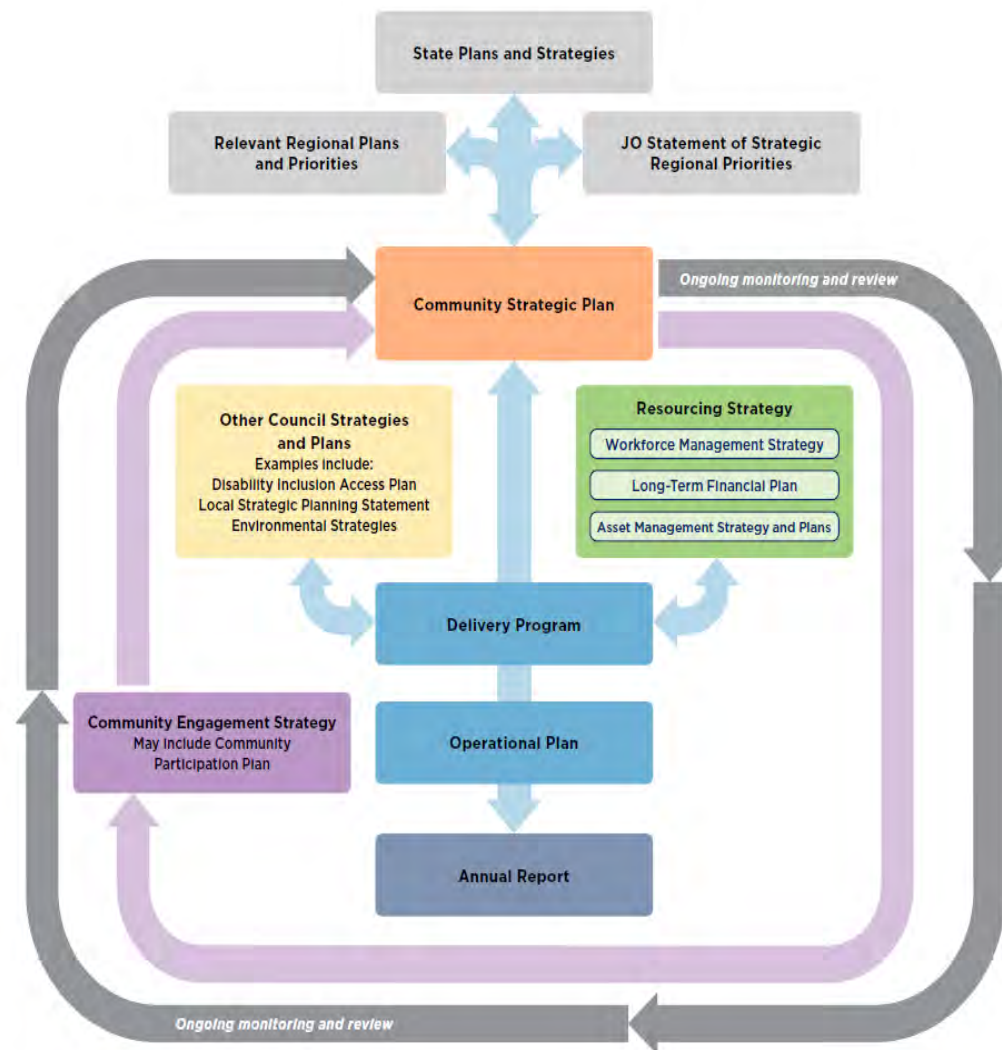 State Plans and Strategies
Relevant Regional Plans
and Priorities
JO Statement of Strategic
Regional Priorities
Community Strategic Plan
Ongoing monitoring and review
Other Council Strategies
and Plans
Examples include:
Disability Inclusion Access Plan
Local Strategic Planning Statement
Environmental Strategies
Resourcing Strategy
Workforce Management Strategy
Long-Term Financial Plan
Asset Management Strategy and Plans
Delivery Program
Community Engagement Strategy
May Include Community
Participation Plan
Operational Plan
Annual Report
Ongoing monitoring and review